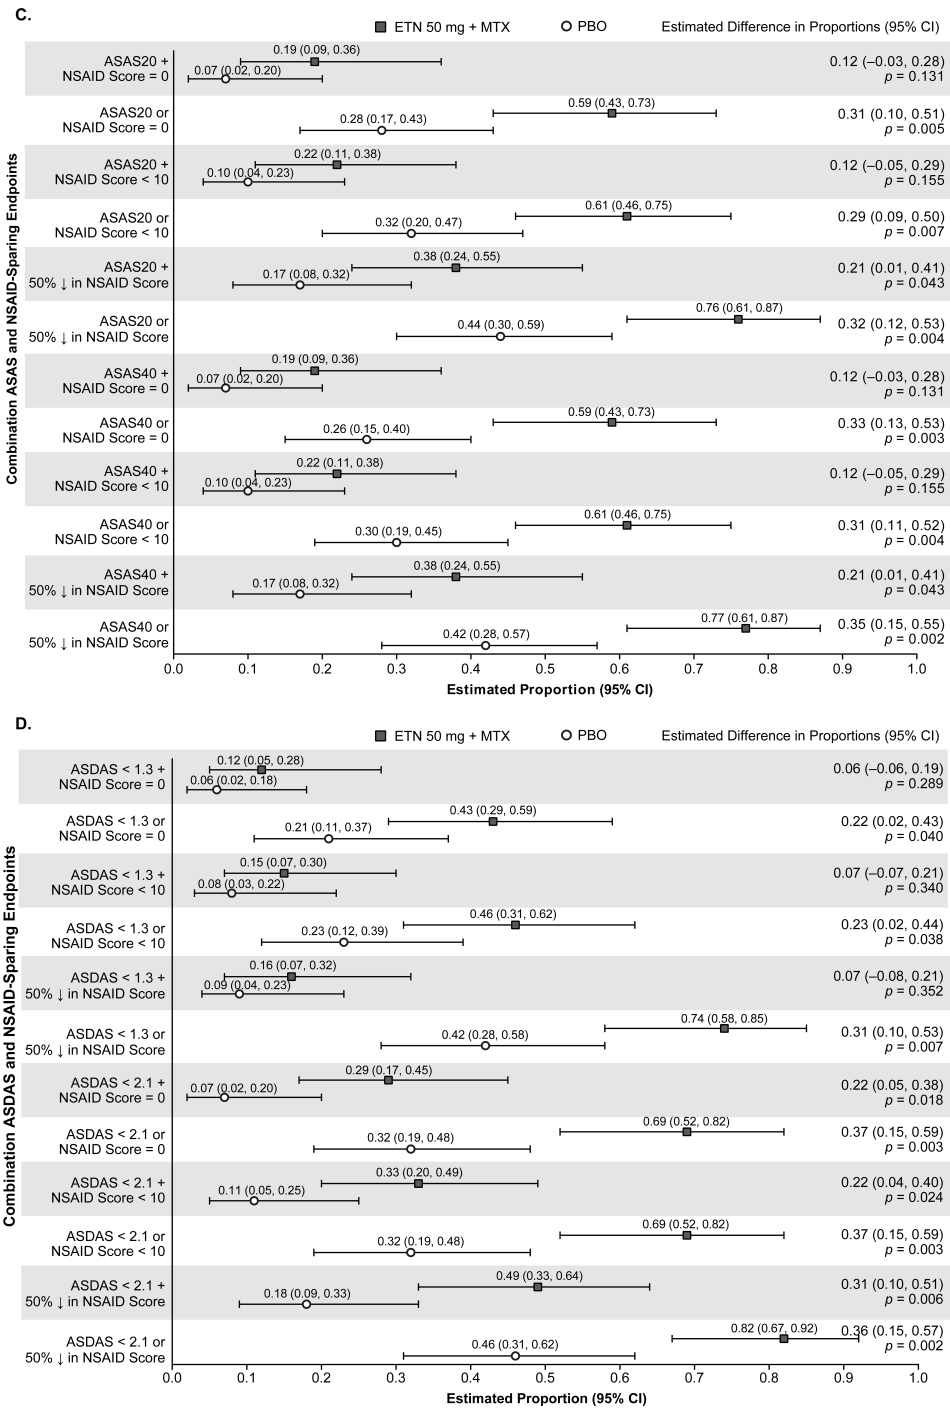 C.
ETN 50 mg + MTX PBO Estimated Difference in Proportions (95% CI)
Combination ASAS and NSAID-Sparing Endpoints
ASAS20 +
NSAID Score = 0
0.19 (0.09, 0.36)
0.07 (0.02, 0.20)
0.12 (−0.03, 0.28)
p = 0.131
ASAS20 or
NSAID Score = 0
0.59 (0.43, 0.73)
0.28 (0.17, 0.43)
0.31 (0.10, 0.51)
p = 0.005
ASAS20 +
NSAID Score < 10
0.22 (0.11, 0.38)
0.10 (0.04, 0.23)
0.12 (−0.05, 0.29)
p = 0.155
ASAS20 or
NSAID Score < 10
0.61 (0.46, 0.75)
0.32 (0.20, 0.47)
0.29 (0.09, 0.50)
p = 0.007
ASAS20 +
50% ↓ in NSAID Score
0.38 (0.24, 0.55)
0.17 (0.08, 0.32)
0.21 (0.01, 0.41)
p = 0.043
ASAS20 or
50% ↓ in NSAID Score
0.76 (0.61, 0.87)
0.44 (0.30, 0.59)
0.32 (0.12, 0.53)
p = 0.004
ASAS40 +
NSAID Score = 0
0.19 (0.09, 0.36)
0.07 (0.02, 0.20)
0.12 (-0.03, 0.28)
p = 0.131
ASAS40 or
NSAID Score = 0
0.59 (0.43, 0.73)
0.26 (0.15, 0.40)
0.33 (0.13, 0.53)
p = 0.003
ASAS40 +
NSAID Score < 10
0.22 (0.11, 0.38)
0.10 (0.04, 0.23)
0.12 (-0.05, 0.29)
p = 0.155
ASAS40 or
NSAID Score < 10
0.61 (0.46, 0.75)
0.30 (0.19, 0.45)
0.31 (0.11, 0.52)
p = 0.004
ASAS40 +
50% ↓ in NSAID Score
0.38 (0.24, 0.55)
0.17 (0.08, 0.32)
0.21 (0.01, 0.41)
p = 0.043
ASAS40 or
50% ↓ in NSAID Score
0.77 (0.61, 0.87)
0.42 (0.28, 0.57)
0.35 (0.15, 0.55)
p = 0.002
0.0 0.1 0.2 0.3 0.4 0.5 0.6 0.7 0.8 0.9 1.0
Estimated Proportion (95% CI)
D.
ETN 50 mg + MTX PBO Estimated Difference in Proportions (95% CI)
Combination ASDAS and NSAID-Sparing Endpoints
ASDAS < 1.3 +
NSAID Score = 0
0.12 (0.05, 0.28)
0.06 (0.02, 0.18)
0.06 (−0.06, 0.19)
p = 0.289
ASDAS < 1.3 or
NSAID Score = 0
0.43 (0.29, 0.59)
0.21 (0.11, 0.37)
0.22 (0.02, 0.43)
p = 0.040
ASDAS < 1.3 +
NSAID Score < 10
0.15 (0.07, 0.30)
0.08 (0.03, 0.22)
0.07 (−0.07, 0.21)
p = 0.340
ASDAS < 1.3 or
NSAID Score < 10
0.46 (0.31, 0.62)
0.23 (0.12, 0.39)
0.23 (0.02, 0.44)
p = 0.038
ASDAS < 1.3 +
50% ↓ in NSAID Score
0.16 (0.07, 0.32)
0.09 (0.04, 0.23)
0.07 (−0.08, 0.21)
p = 0.352
ASDAS < 1.3 or
50% ↓ in NSAID Score
0.74 (0.58, 0.85)
0.42 (0.28, 0.58)
0.31 (0.10, 0.53)
p = 0.007
ASDAS < 2.1 +
NSAID Score = 0
0.29 (0.17, 0.45)
0.07 (0.02, 0.20)
0.22 (0.05, 0.38)
p = 0.018
ASDAS < 2.1 or
NSAID Score = 0
0.69 (0.52, 0.82)
0.32 (0.19, 0.48)
0.37 (0.15, 0.59)
p = 0.003
ASDAS < 2.1 +
NSAID Score < 10
0.33 (0.20, 0.49)
0.11 (0.05, 0.25)
0.22 (0.04, 0.40)
p = 0.024
ASDAS < 2.1 or
NSAID Score < 10
0.69 (0.52, 0.82)
0.32 (0.19, 0.48)
0.37 (0.15, 0.59)
p = 0.003
ASDAS < 2.1 +
50% ↓ in NSAID Score
0.49 (0.33, 0.64)
0.18 (0.09, 0.33)
0.31 (0.10, 0.51)
p = 0.006
ASDAS < 2.1 or
50% ↓ in NSAID Score
0.82 (0.67, 0.92)
0.46 (0.31, 0.62)
0.36 (0.15, 0.57)
p = 0.002
0.0 0.1 0.2 0.3 0.4 0.5 0.6 0.7 0.8 0.9 1.0
Estimated Proportion (95% CI)